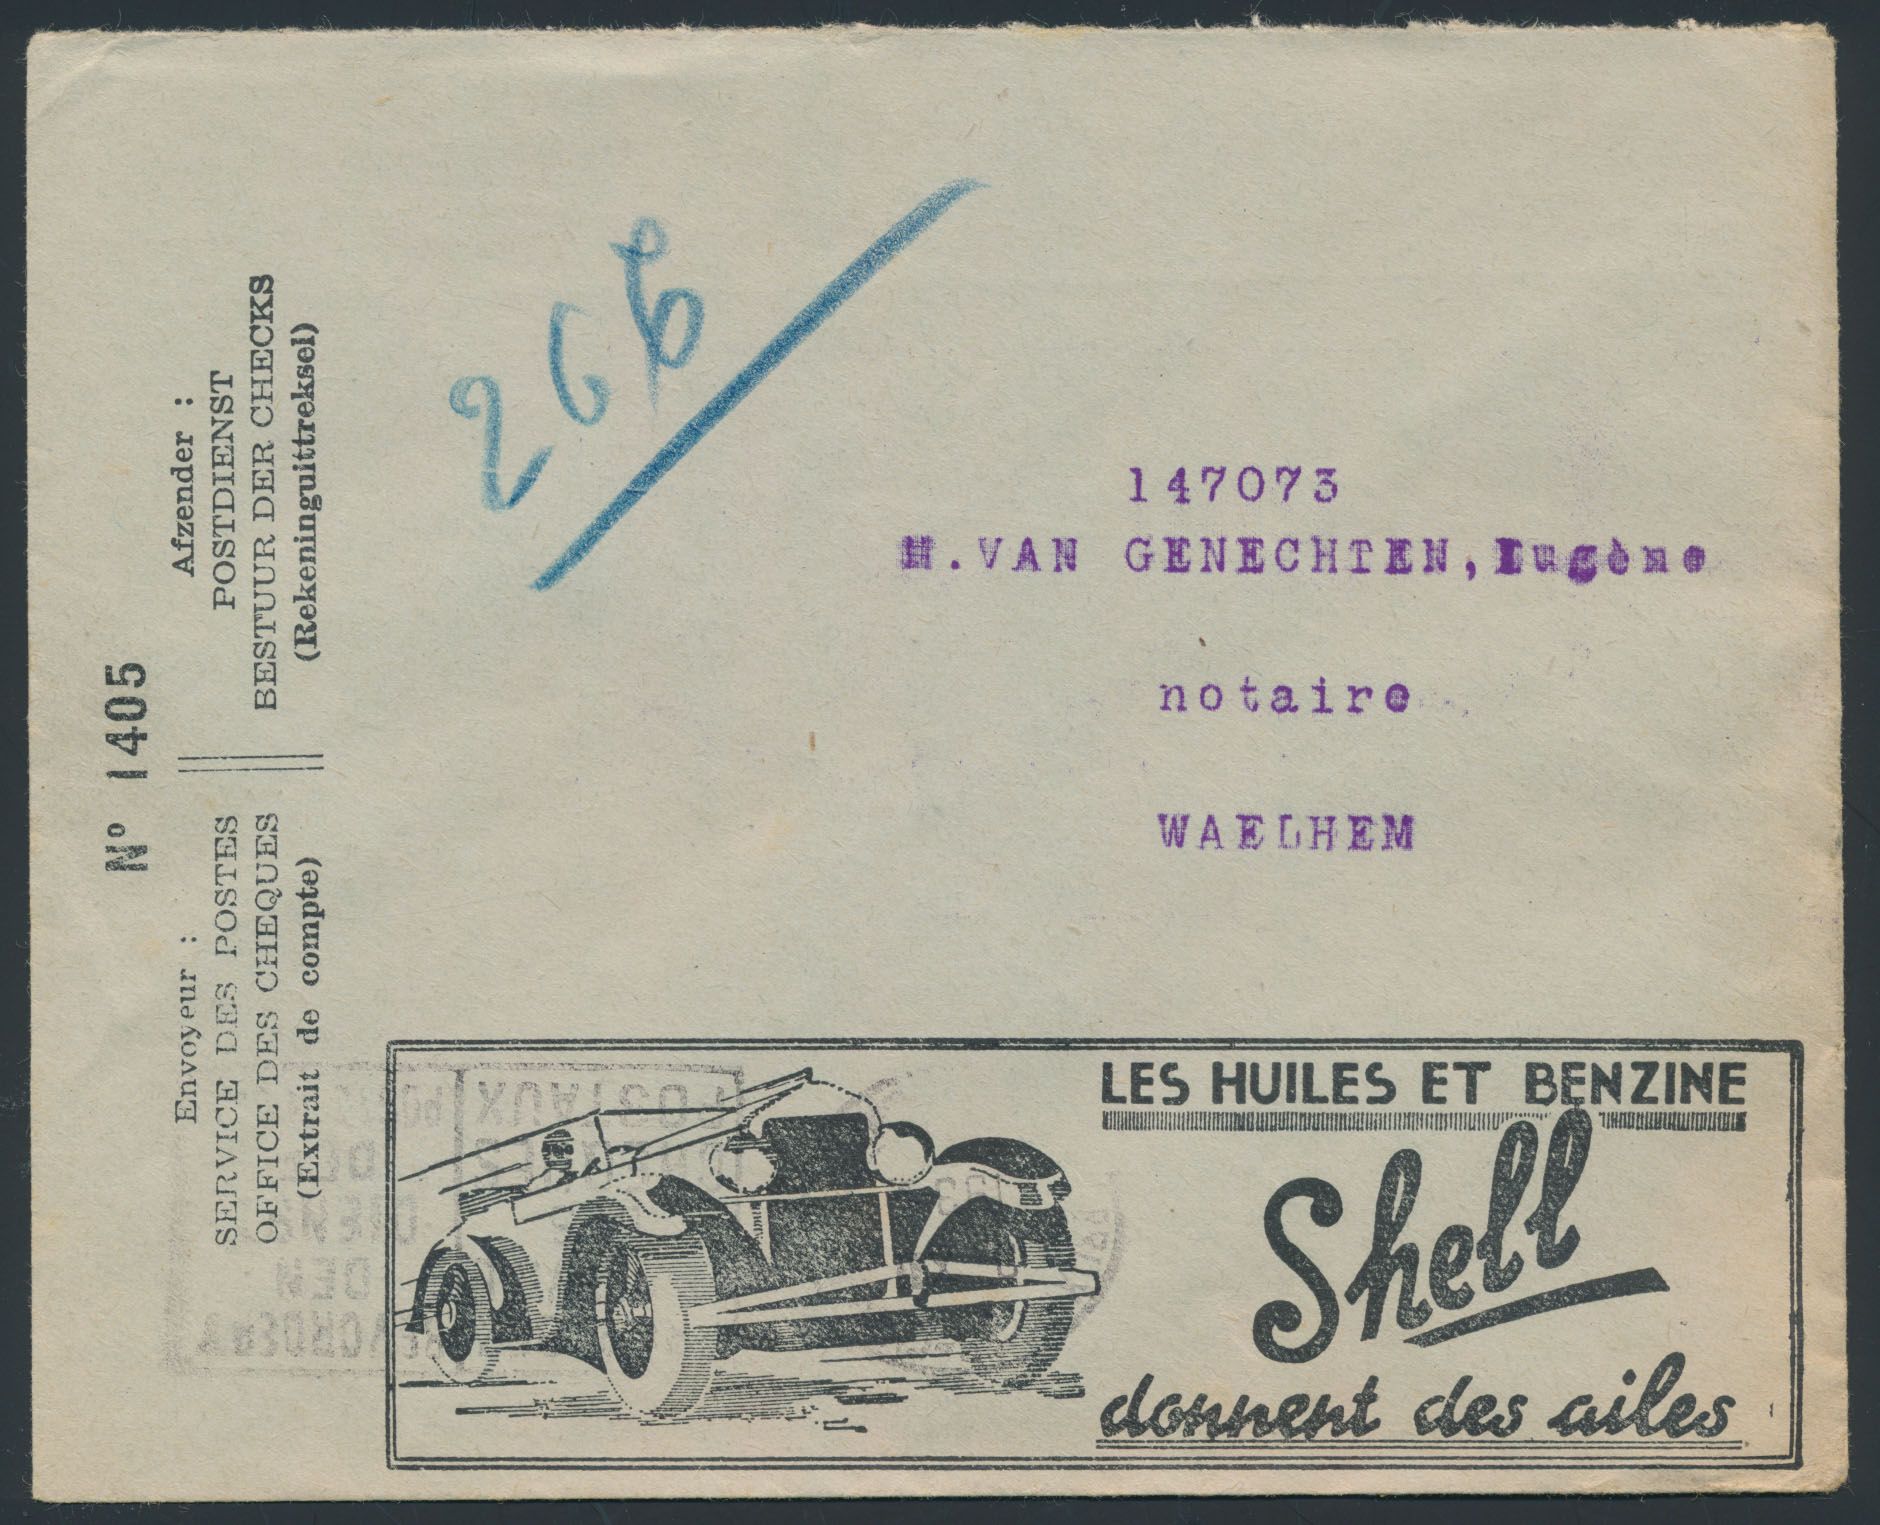 N° 1405
Envoyeur :
SERVICE DES POSTES
OFFICE DES CHEQUES
(Extrait de compte)
Afzender :
POSTDIENST
BESTUUR DER CHECKS
(Rekeninguittreksel)
266
147073
M.VAN GENECHTEN,Eugène
notaire
WAELHEM
LES HUILES ET BENZINE
Shell
donnent des ailes